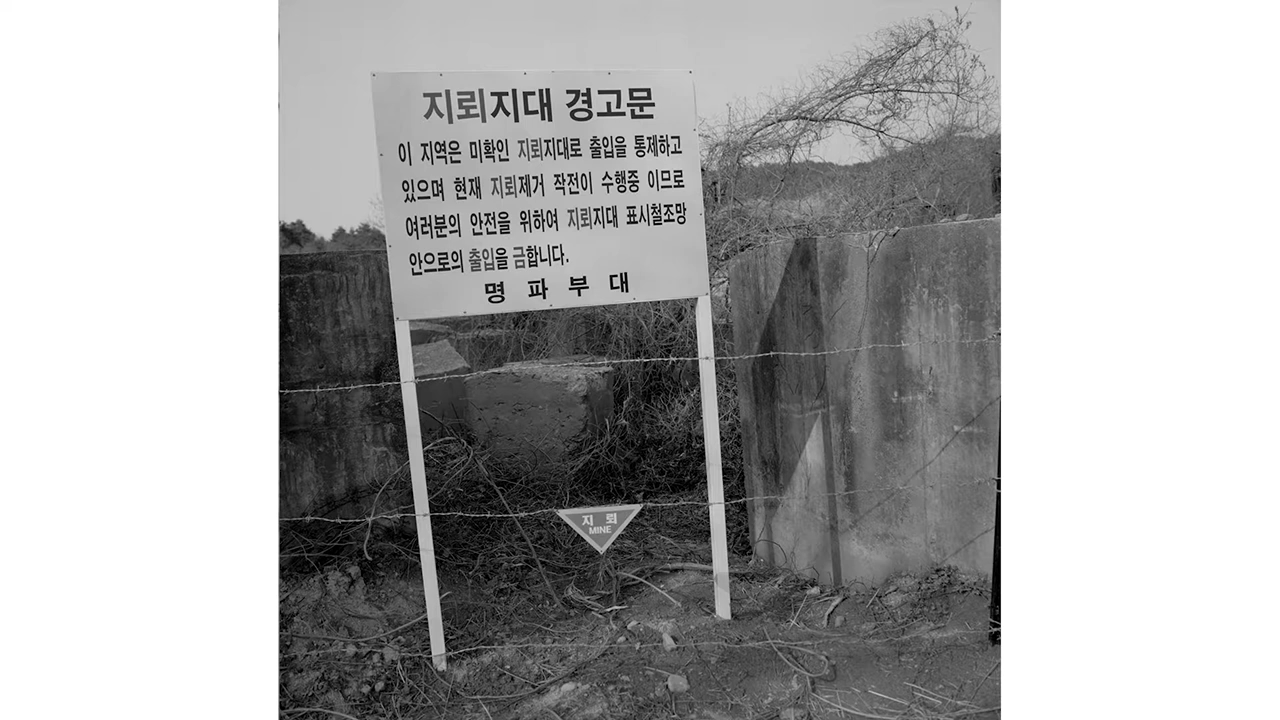 지뢰지대 경고문
이 지역은 미확인 지뢰지대로 출입을 통제하고
있으며 현재 지뢰제거 작전이 수행중 이므로
여러분의 안전을 위하여 지뢰지대 표시철조망
안으로의 출입을 금합니다.
명 파 부 대
지 뢰
MINE